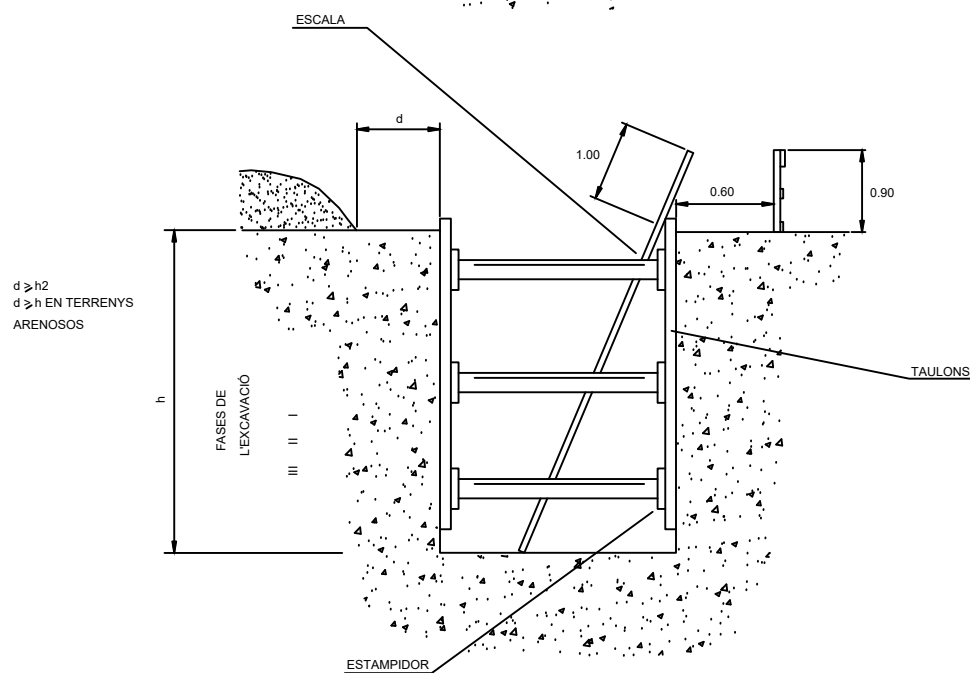 ESCALA
d
1.00
0.60
0.90
d ⩾h2
d ⩾h EN TERRENYS
ARENOSOS
TAULONS
h
FASES DE
L'EXCAVACIÓ
I
II
III
ESTAMPIDOR